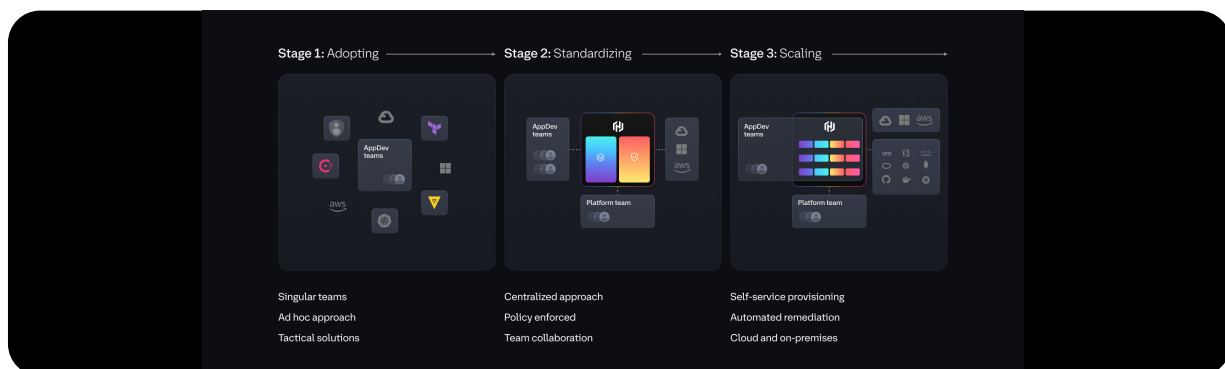 Stage 1: Adopting
Stage 2: Standardizing
Stage 3: Scaling
AppDev
teams
aws
AppDev
teams
aws
Platform team
AppDev
teams
aws
vm
Platform team
Singular teams
Ad hoc approach
Tactical solutions
Centralized approach
Policy enforced
Team collaboration
Self-service provisioning
Automated remediation
Cloud and on-premises